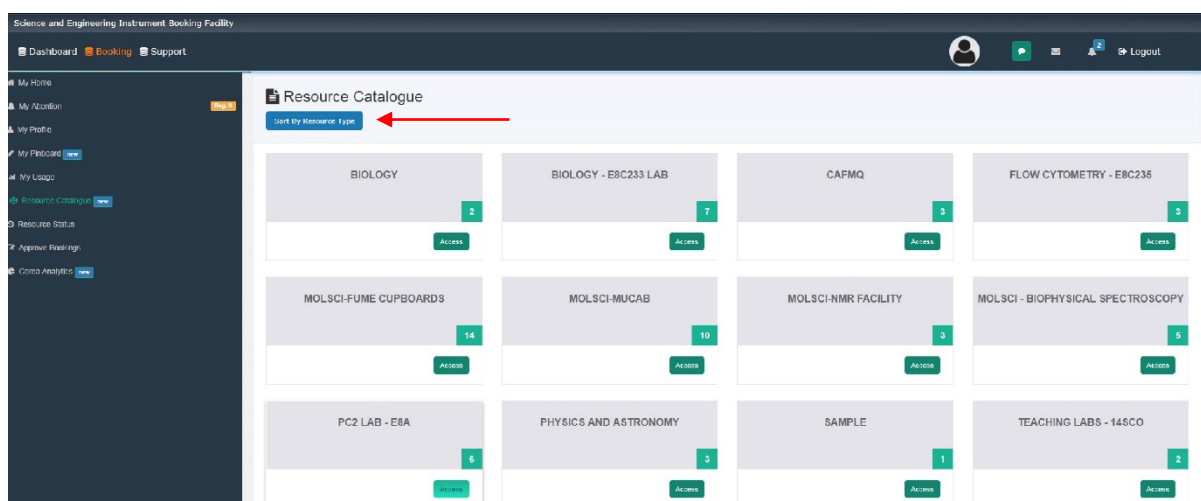 Science and Engineering Instrument Booking Facility
Dashboard Booking Support
2
Logout
My Home
My Attention
My Profile
My Pinboard new
My Usage
Resource Catalogue new
Resource Status
Approve Bookings
Corea Analytics new
Resource Catalogue
Sort By Resource Type
BIOLOGY
2
Access
BIOLOGY - E8C233 LAB
7
Access
CAFMQ
3
Access
FLOW CYTOMETRY - E8C235
3
Access
MOLSCI-FUME CUPBOARDS
14
Access
MOLSCI-MUCAB
10
Access
MOLSCI-NMR FACILITY
3
Access
MOLSCI - BIOPHYSICAL SPECTROSCOPY
5
Access
PC2 LAB - E8A
6
Access
PHYSICS AND ASTRONOMY
3
Access
SAMPLE
1
Access
TEACHING LABS - 14SCO
2
Access